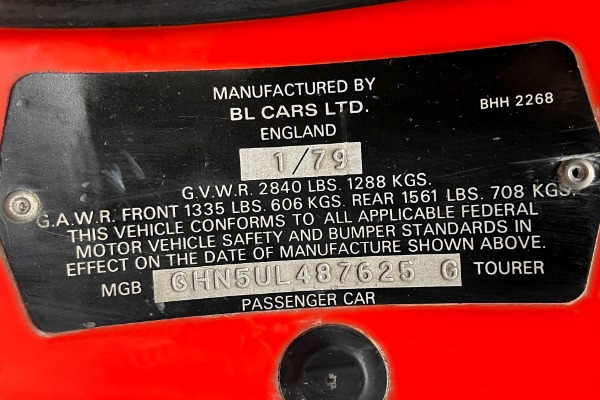 MANUFACTURED BY
BL CARS LTD.
BHH 2268
ENGLAND
1/79
G.V.W.R. 2840 LBS. 1288 KGS.
G.A.W.R. FRONT 1335 LBS. 606 KGS. REAR 1561 LBS. 708 KGS.
THIS VEHICLE CONFORMS TO ALL APPLICABLE FEDERAL
MOTOR VEHICLE SAFETY AND BUMPER STANDARDS IN
EFFECT ON THE DATE OF MANUFACTURE SHOWN ABOVE.
MGB GHN5UL487625 G TOURER
PASSENGER CAR